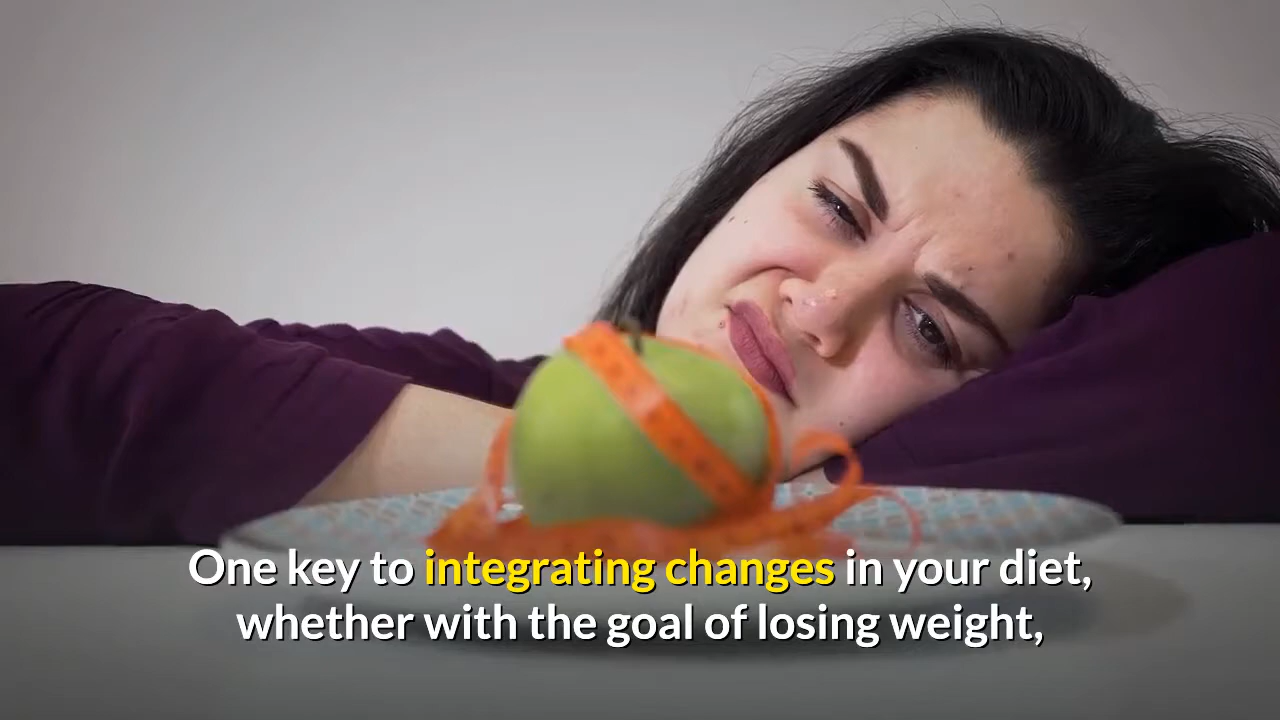 One key to integrating changes in your diet,
whether with the goal of losing weight,